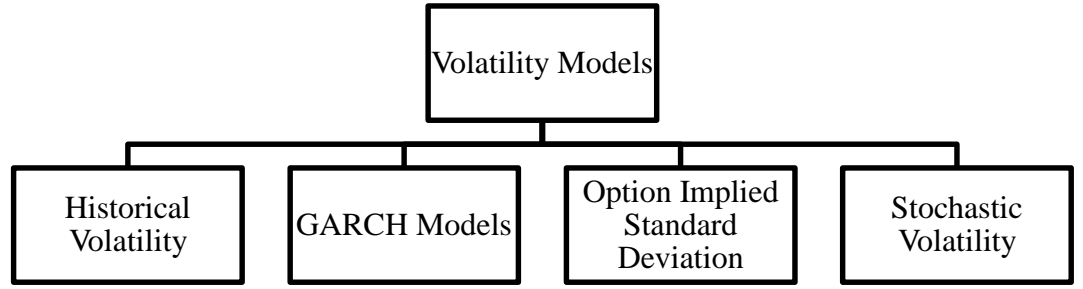 Volatility Models
Historical
Volatility
GARCH Models
Option Implied
Standard
Deviation
Stochastic
Volatility